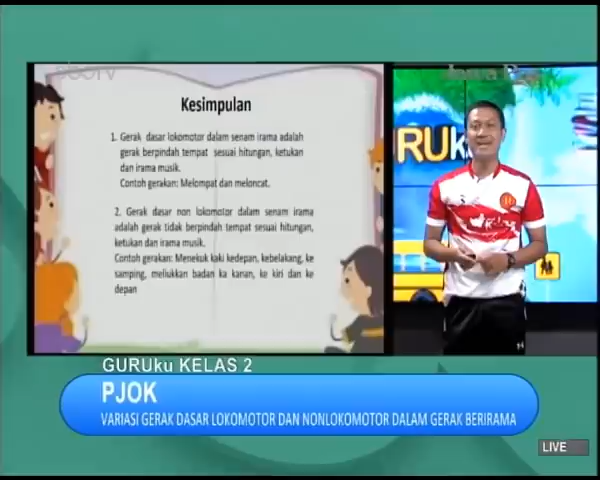 Kesimpulan
1. Gerak dasar lokomotor dalam senam irama adalah
gerak berpindah tempat sesuai hitungan, ketukan
dan irama musik.
Contoh gerakan: Melompat dan meloncat.
2. Gerak dasar non lokomotor dalam senam irama
adalah gerak tidak berpindah tempat sesuai hitungan,
ketukan dan irama musik.
Contoh gerakan: Menekuk kaki kedepan, kebelakang, ke
samping, meliukkan badan ka kanan, ke kiri dan ke
depan
GURUku KELAS 2
PJOK
VARIASI GERAK DASAR LOKOMOTOR DAN NONLOKOMOTOR DALAM GERAK BERIRAMA
LIVE